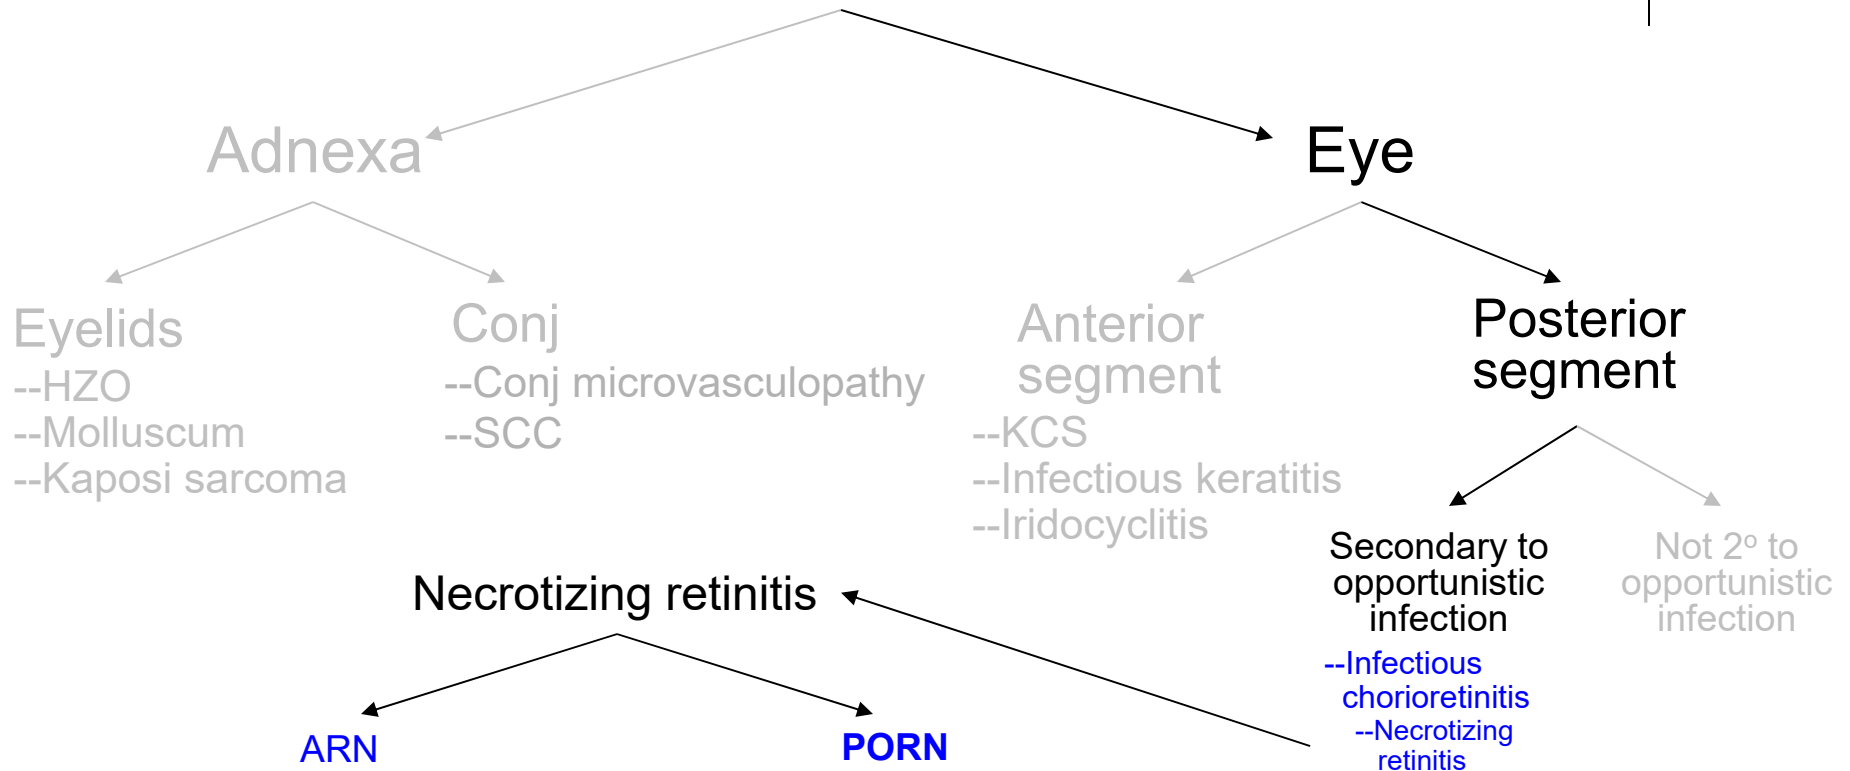 Adnexa
Eye
Eyelids
--HZO
--Molluscum
--Kaposi sarcoma
Conj
--Conj microvasculopathy
--SCC
Anterior
segment
--KCS
--Infectious keratitis
--Iridocyclitis
Posterior
segment
Secondary to
opportunistic
infection
--Infectious
chorioretinitis
--Necrotizing
retinitis
Not 2º to
opportunistic
infection
Necrotizing retinitis
ARN
PORN